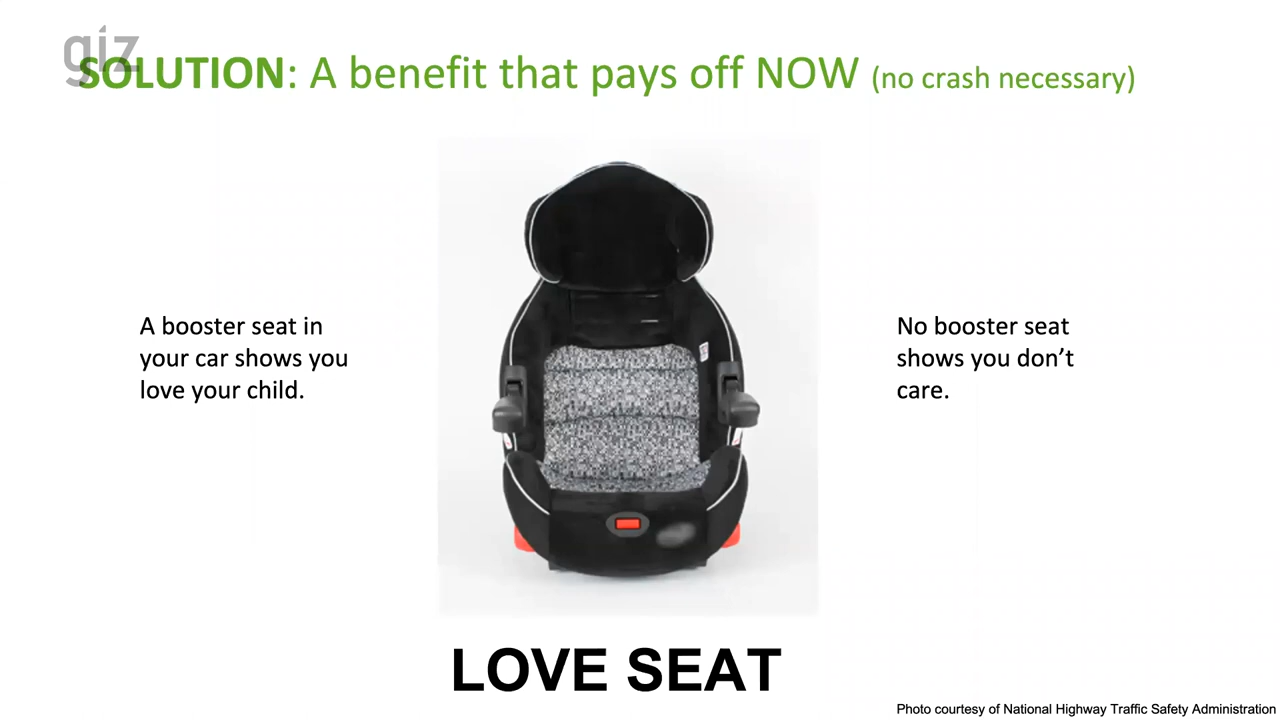 giz
SOLUTION: A benefit that pays off NOW (no crash necessary)
A booster seat in
your car shows you
love your child.
No booster seat
shows you don’t
care.
LOVE SEAT
Photo courtesy of National Highway Traffic Safety Administration